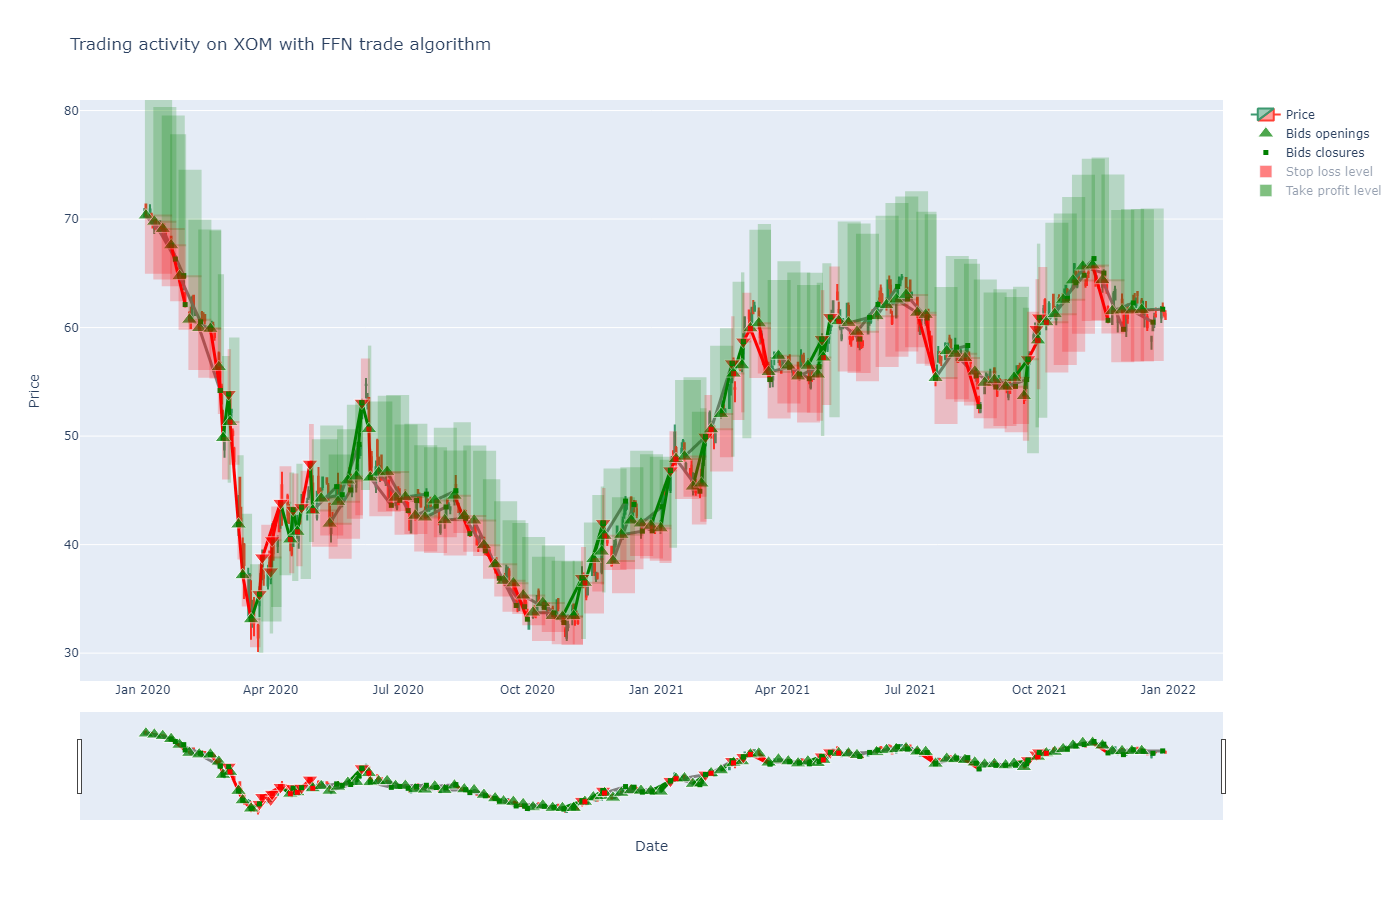 Trading activity on XOM with FFN trade algorithm
Price
Bids openings
Bids closures
Stop loss level
Take profit level
80
70
60
50
40
30
Price
Jan 2020
Apr 2020
Jul 2020
Oct 2020
Jan 2021
Apr 2021
Jul 2021
Oct 2021
Jan 2022
Date